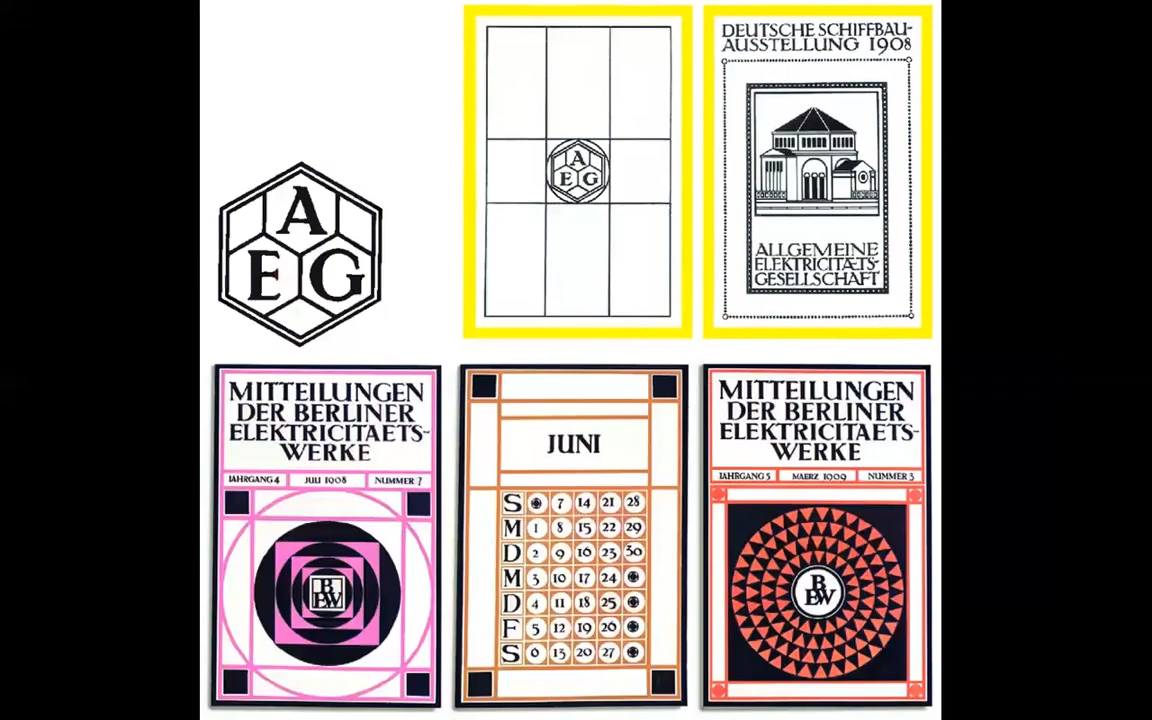 A
E G
A
E G
DEUTSCHE SCHIFFBAU-
AUSSTELLUNG 1908
ALLGEMEINE
ELEKTRICITÆTS-
GESELLSCHAFT
MITTEILUNGEN
DER BERLINER
ELEKTRICITAETS-
WERKE
JAHRGANG 4 JULI 1908 NUMMER 7
B
EW
JUNI
S 7 14 21 28
M 1 8 15 22 29
D 2 9 16 23 30
M 3 10 17 24
D 4 11 18 25
F 5 12 19 26
S 6 13 20 27
MITTEILUNGEN
DER BERLINER
ELEKTRICITAETS-
WERKE
JAHRGANG 5 MAERZ 1909 NUMMER 3
B
EW